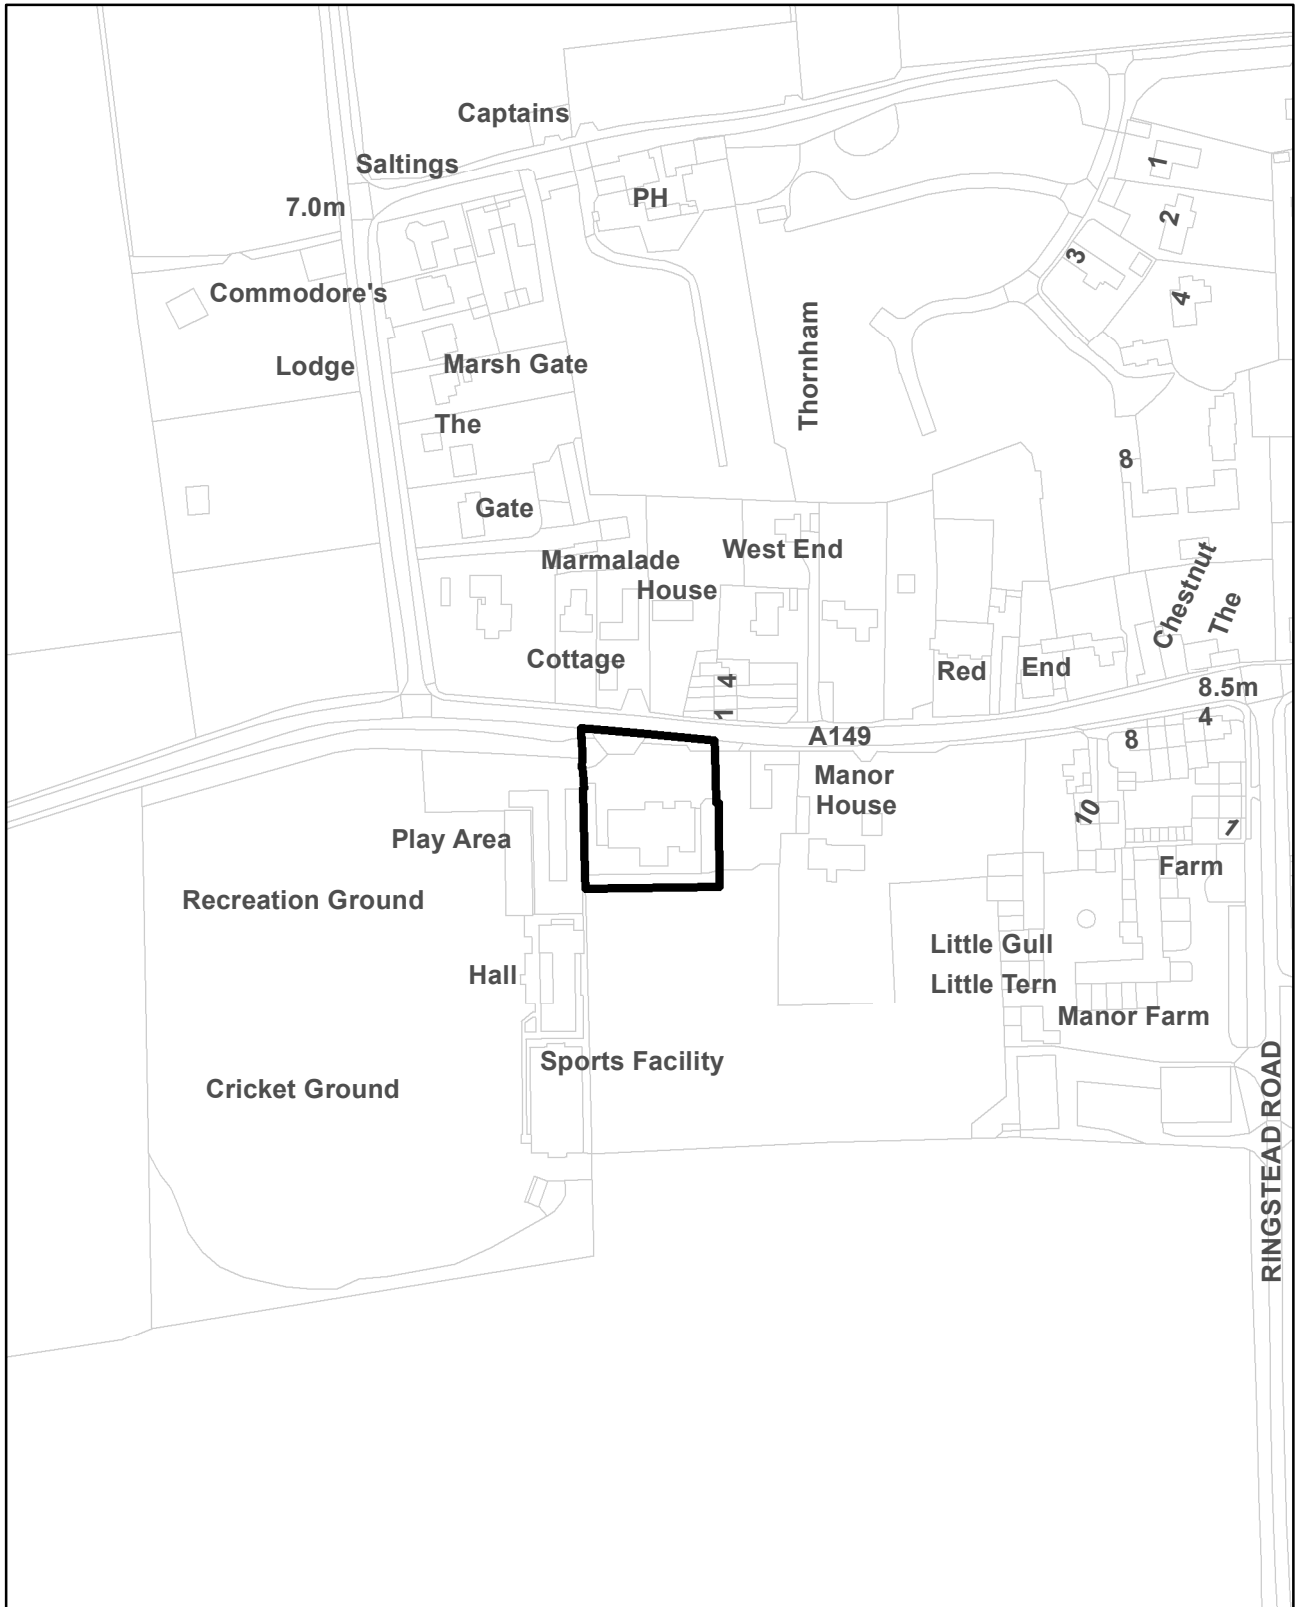 Captains
Saltings
1
PH
7.0m
2
3
Commodore's
4
Thornham
Lodge
Marsh Gate
The
8
Gate
West End
Marmalade
House
Chestnut
The
Cottage
Red
End
4
8.5m
1
4
A149
8
Manor
House
10
1
Play Area
Farm
Recreation Ground
Little Gull
Hall
Little Tern
Manor Farm
Sports Facility
Cricket Ground
RINGSTEAD ROAD